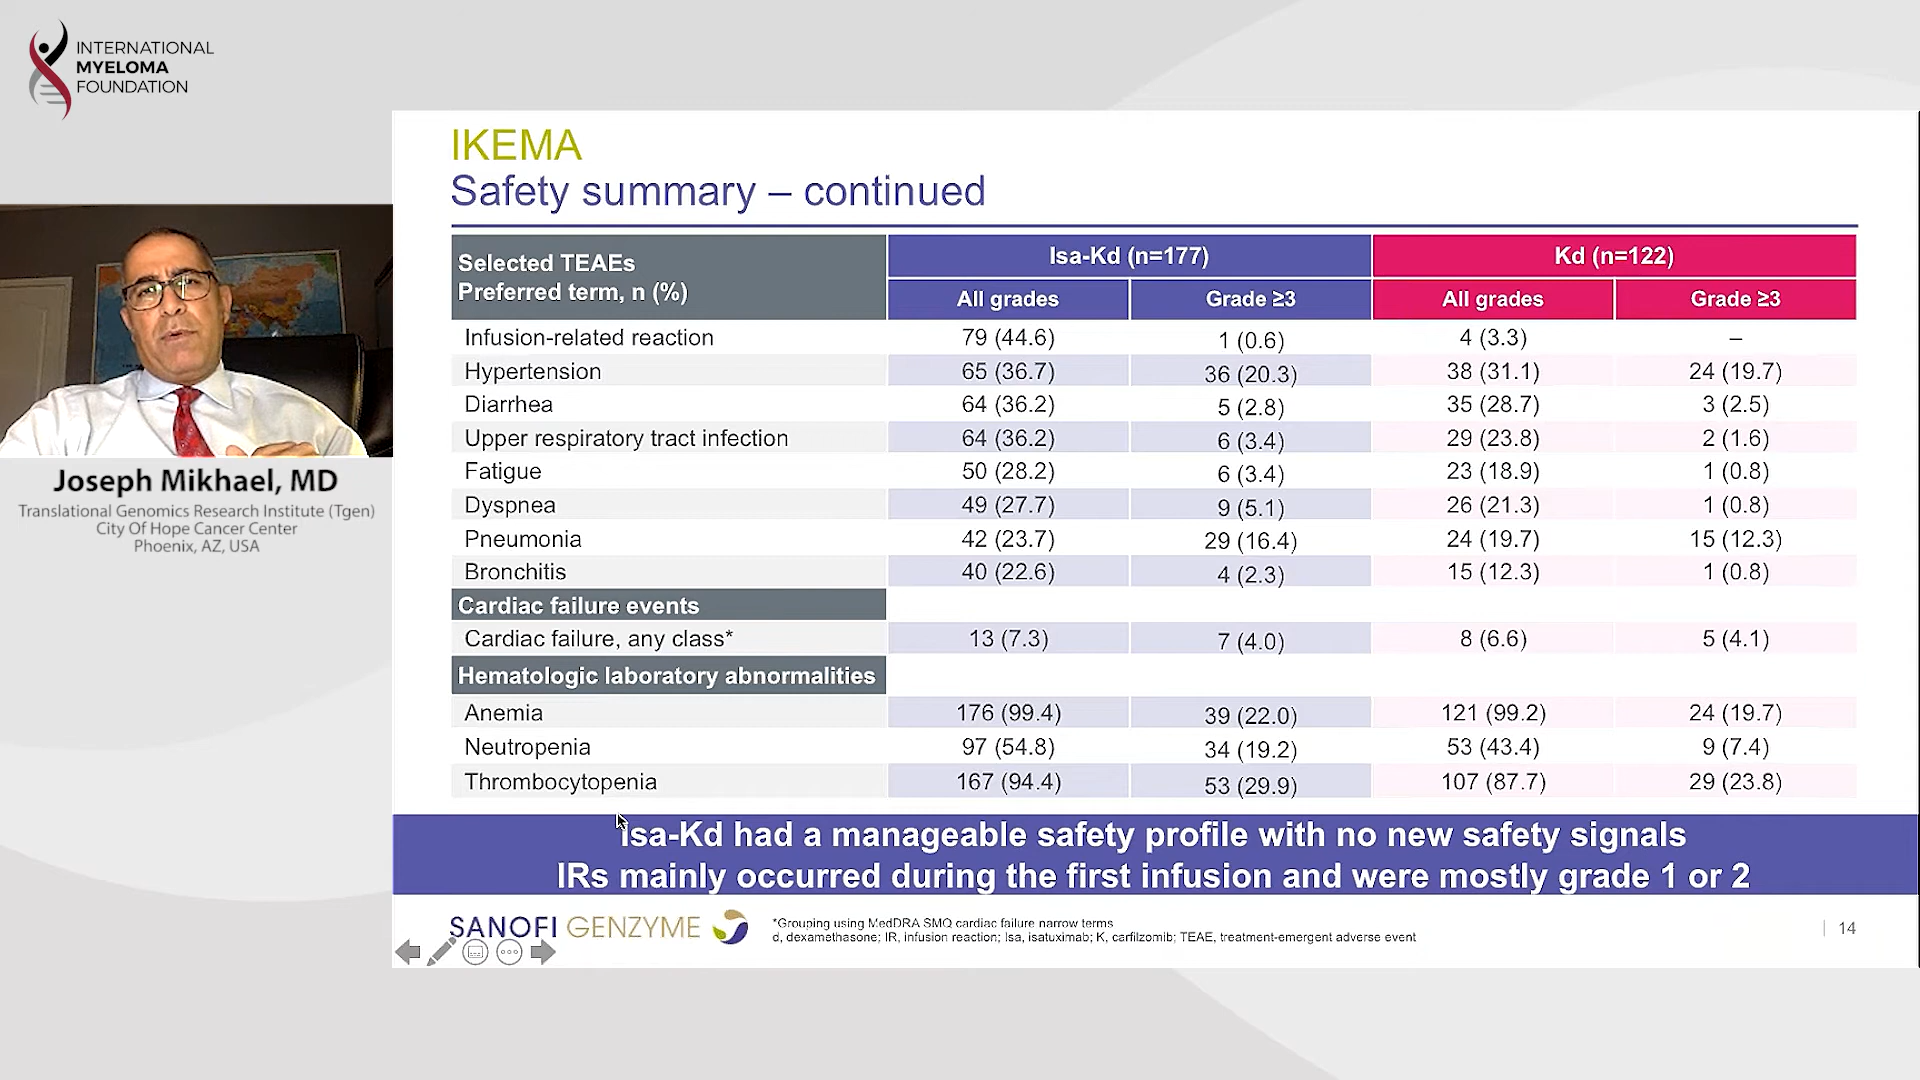 INTERNATIONAL
MYELOMA
FOUNDATION
Joseph Mikhael, MD
Translational Genomics Research Institute (Tgen)
City Of Hope Cancer Center
Phoenix, AZ, USA
IKEMA
Safety summary – continued
Selected TEAEs
Preferred term, n (%)
Isa-Kd (n=177) Kd (n=122)
All grades Grade ≥3 All grades Grade ≥3
Infusion-related reaction 79 (44.6) 1 (0.6) 4 (3.3) –
Hypertension 65 (36.7) 36 (20.3) 38 (31.1) 24 (19.7)
Diarrhea 64 (36.2) 5 (2.8) 35 (28.7) 3 (2.5)
Upper respiratory tract infection 64 (36.2) 6 (3.4) 29 (23.8) 2 (1.6)
Fatigue 50 (28.2) 6 (3.4) 23 (18.9) 1 (0.8)
Dyspnea 49 (27.7) 9 (5.1) 26 (21.3) 1 (0.8)
Pneumonia 42 (23.7) 29 (16.4) 24 (19.7) 15 (12.3)
Bronchitis 40 (22.6) 4 (2.3) 15 (12.3) 1 (0.8)
Cardiac failure events
Cardiac failure, any class* 13 (7.3) 7 (4.0) 8 (6.6) 5 (4.1)
Hematologic laboratory abnormalities
Anemia 176 (99.4) 39 (22.0) 121 (99.2) 24 (19.7)
Neutropenia 97 (54.8) 34 (19.2) 53 (43.4) 9 (7.4)
Thrombocytopenia 167 (94.4) 53 (29.9) 107 (87.7) 29 (23.8)
Isa-Kd had a manageable safety profile with no new safety signals
IRs mainly occurred during the first infusion and were mostly grade 1 or 2
SANOFI GENZYME
*Grouping using MedDRA SMQ cardiac failure narrow terms
d, dexamethasone; IR, infusion reaction; Isa, isatuximab; K, carfilzomib; TEAE, treatment-emergent adverse event
14